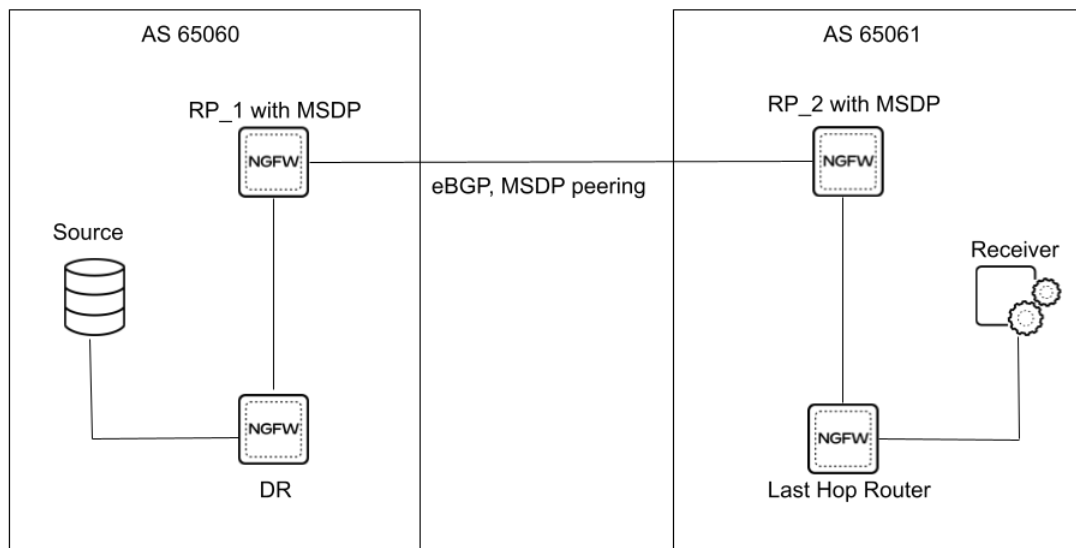 AS 65060
AS 65061
RP_1 with MSDP
RP_2 with MSDP
NGFW
NGFW
eBGP, MSDP peering
Source
Receiver
NGFW
NGFW
DR
Last Hop Router